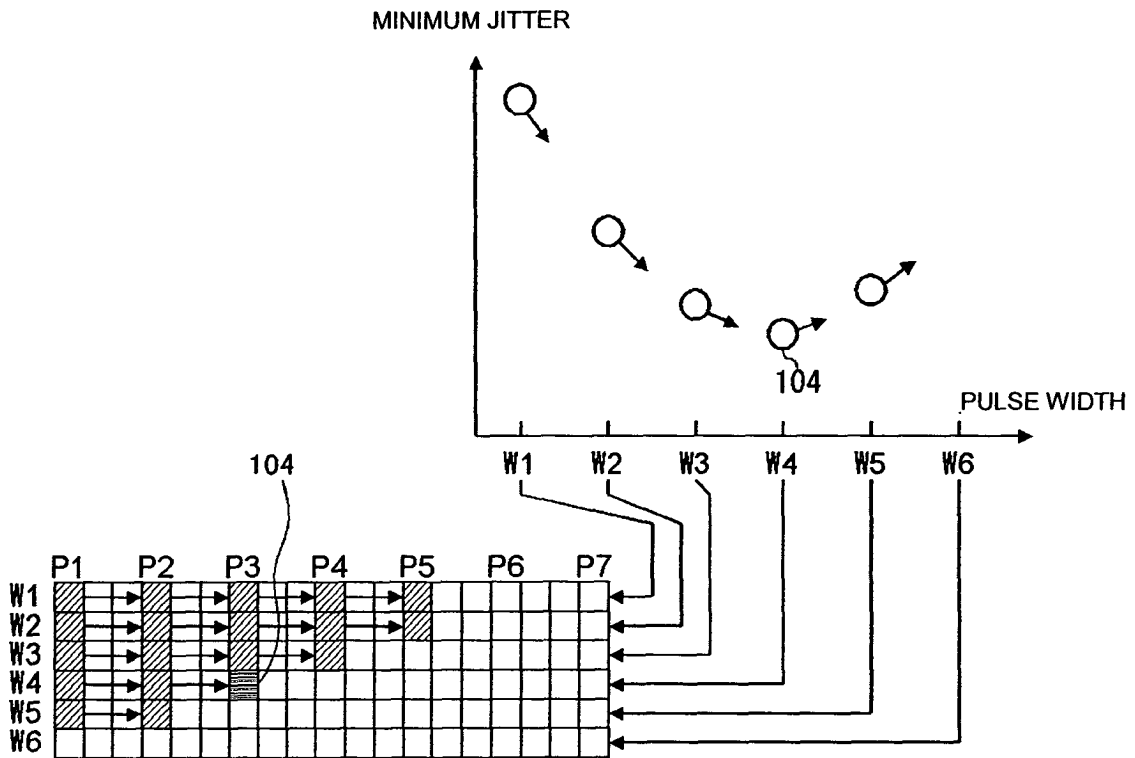 MINIMUM JITTER
104
PULSE WIDTH
W1 W2 W3 W4 W5 W6
104
P1 P2 P3 P4 P5 P6 P7
W1
W2
W3
W4
W5
W6